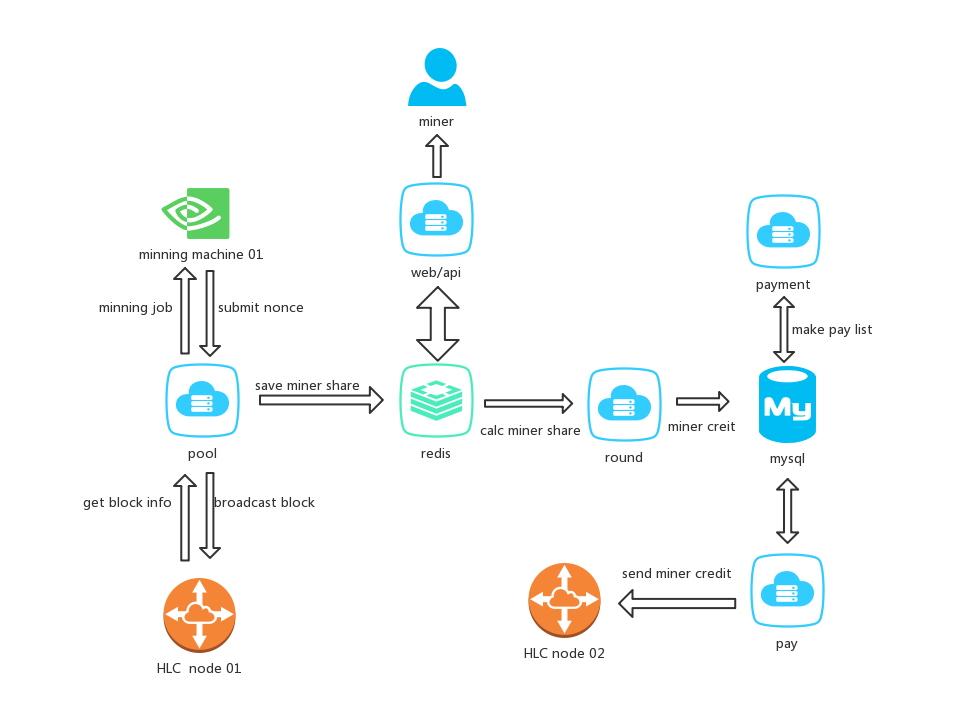 miner
minning machine 01
web/api
payment
minning job
submit nonce
make pay list
save miner share
My
calc miner share
miner creit
pool
redis
round
mysql
get block info
broadcast block
send miner credit
HLC node 01
HLC node 02
pay